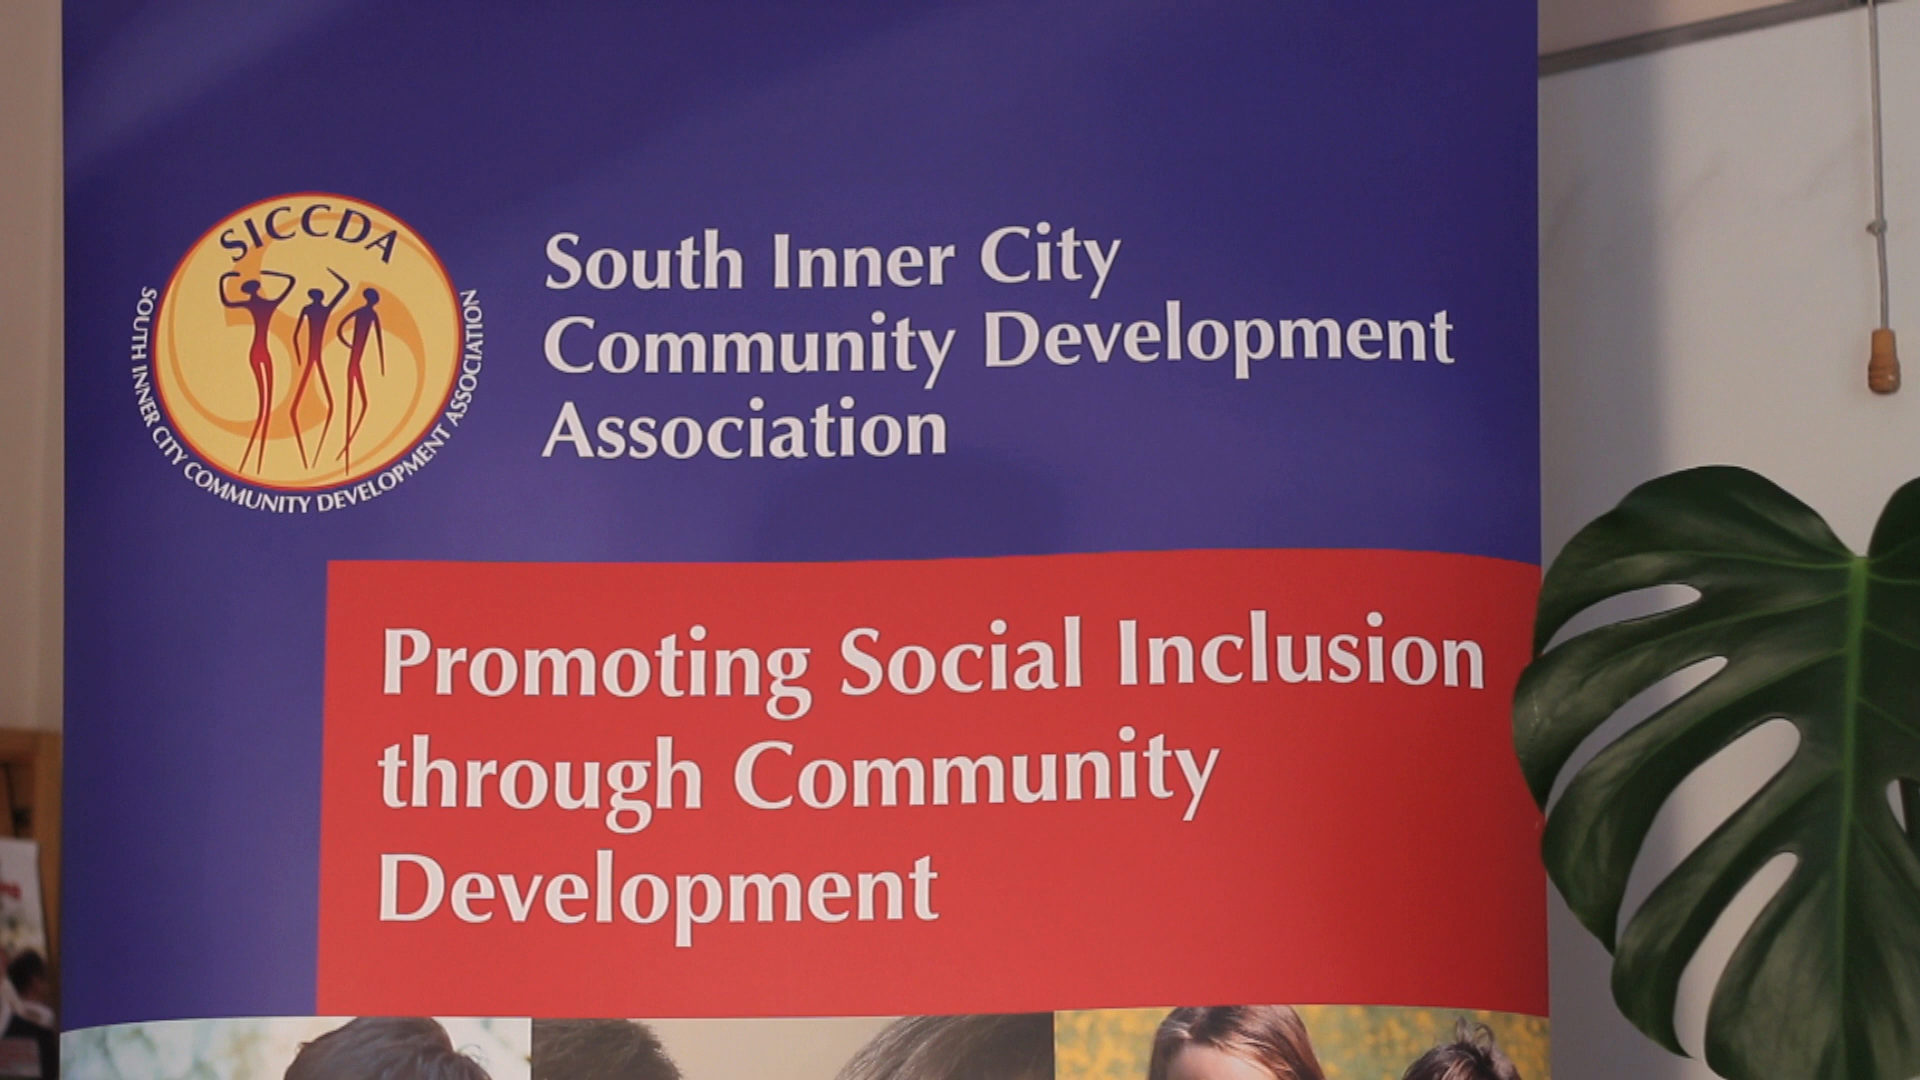 SICCDA
SOUTH INNER CITY COMMUNITY DEVELOPMENT ASSOCIATION
South Inner City
Community Development
Association
Promoting Social Inclusion
through Community
Development